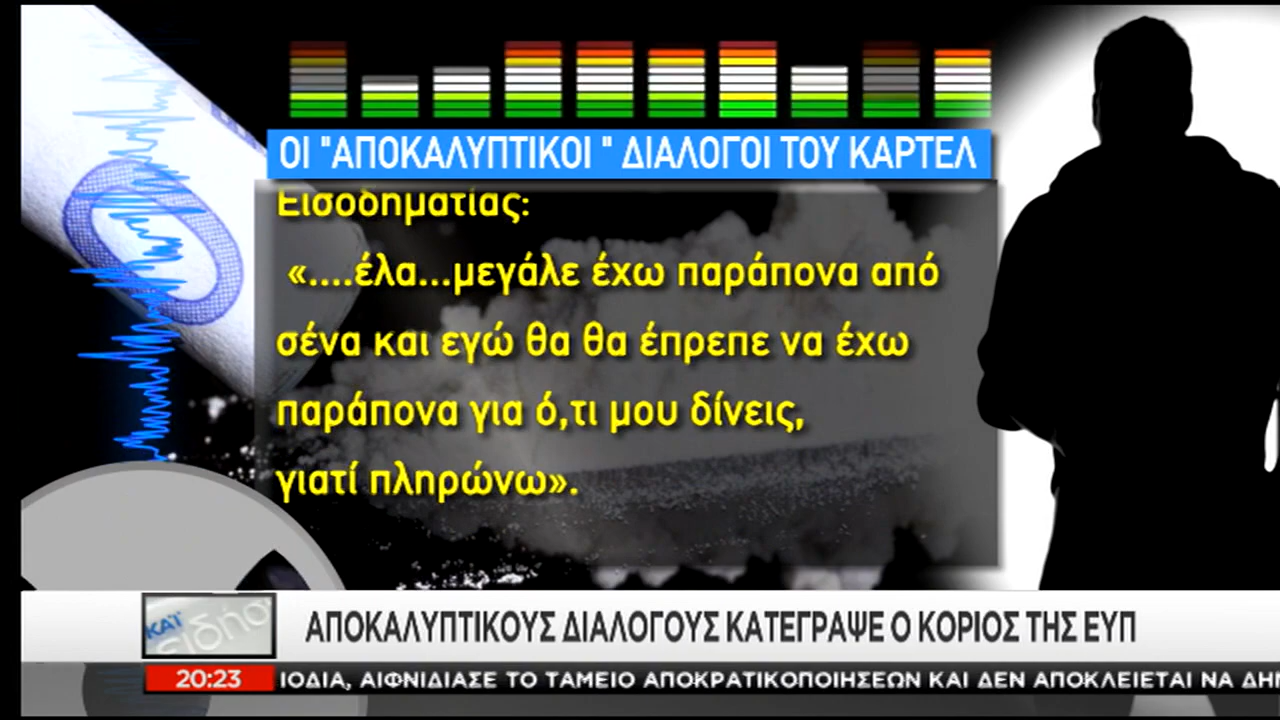 ΟΙ "ΑΠΟΚΑΛΥΠΤΙΚΟΙ " ΔΙΑΛΟΓΟΙ ΤΟΥ ΚΑΡΤΕΛ
Εισοδηματίας:
«....έλα...μεγάλε έχω παράπονα από
σένα και εγώ θα θα έπρεπε να έχω
παράπονα για ό,τι μου δίνεις,
γιατί πληρώνω».
ΚΑΙ
ΑΠΟΚΑΛΥΠΤΙΚΟΥΣ ΔΙΑΛΟΓΟΥΣ ΚΑΤΕΓΡΑΨΕ Ο ΚΟΡΙΟΣ ΤΗΣ ΕΥΠ
20:23 ΙΟΔΙΑ, ΑΙΦΝΙΔΙΑΣΕ ΤΟ ΤΑΜΕΙΟ ΑΠΟΚΡΑΤΙΚΟΠΟΙΗΣΕΩΝ ΚΑΙ ΔΕΝ ΑΠΟΚΛΕΙΕΤΑΙ ΝΑ ΔΗΜ